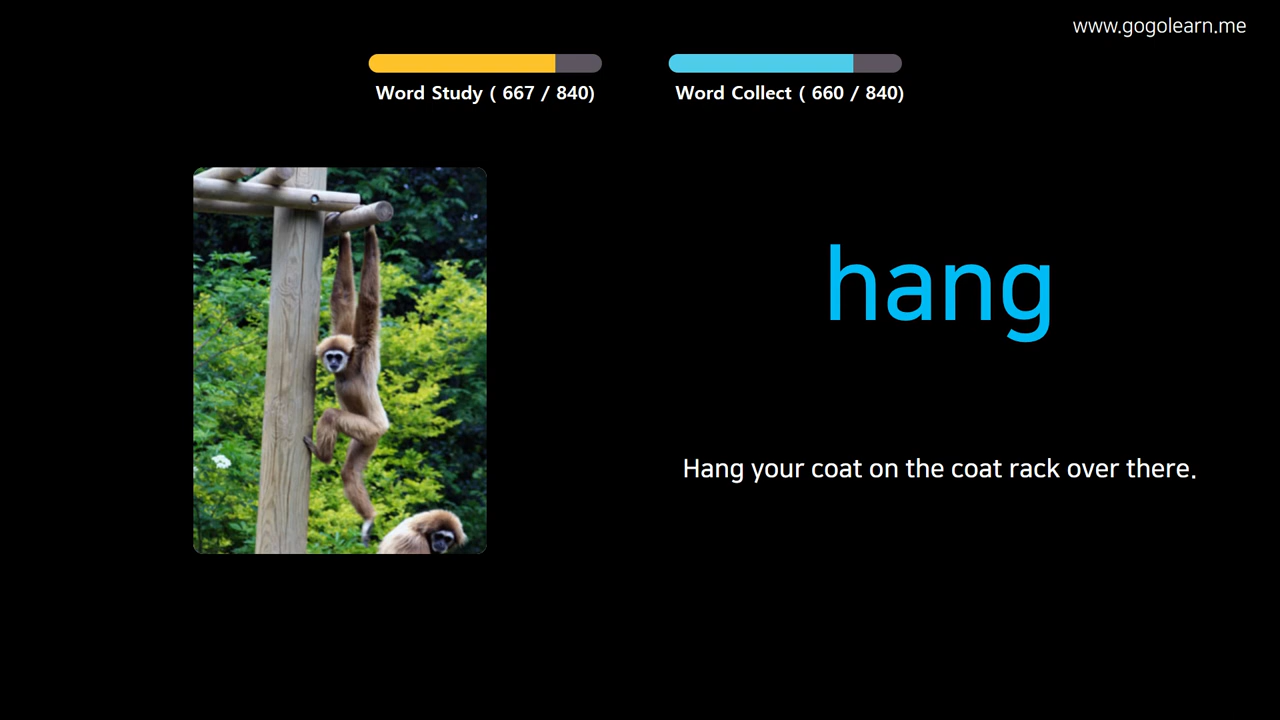 www.gogolearn.me
Word Study ( 667 / 840)
Word Collect ( 660 / 840)
hang
Hang your coat on the coat rack over there.